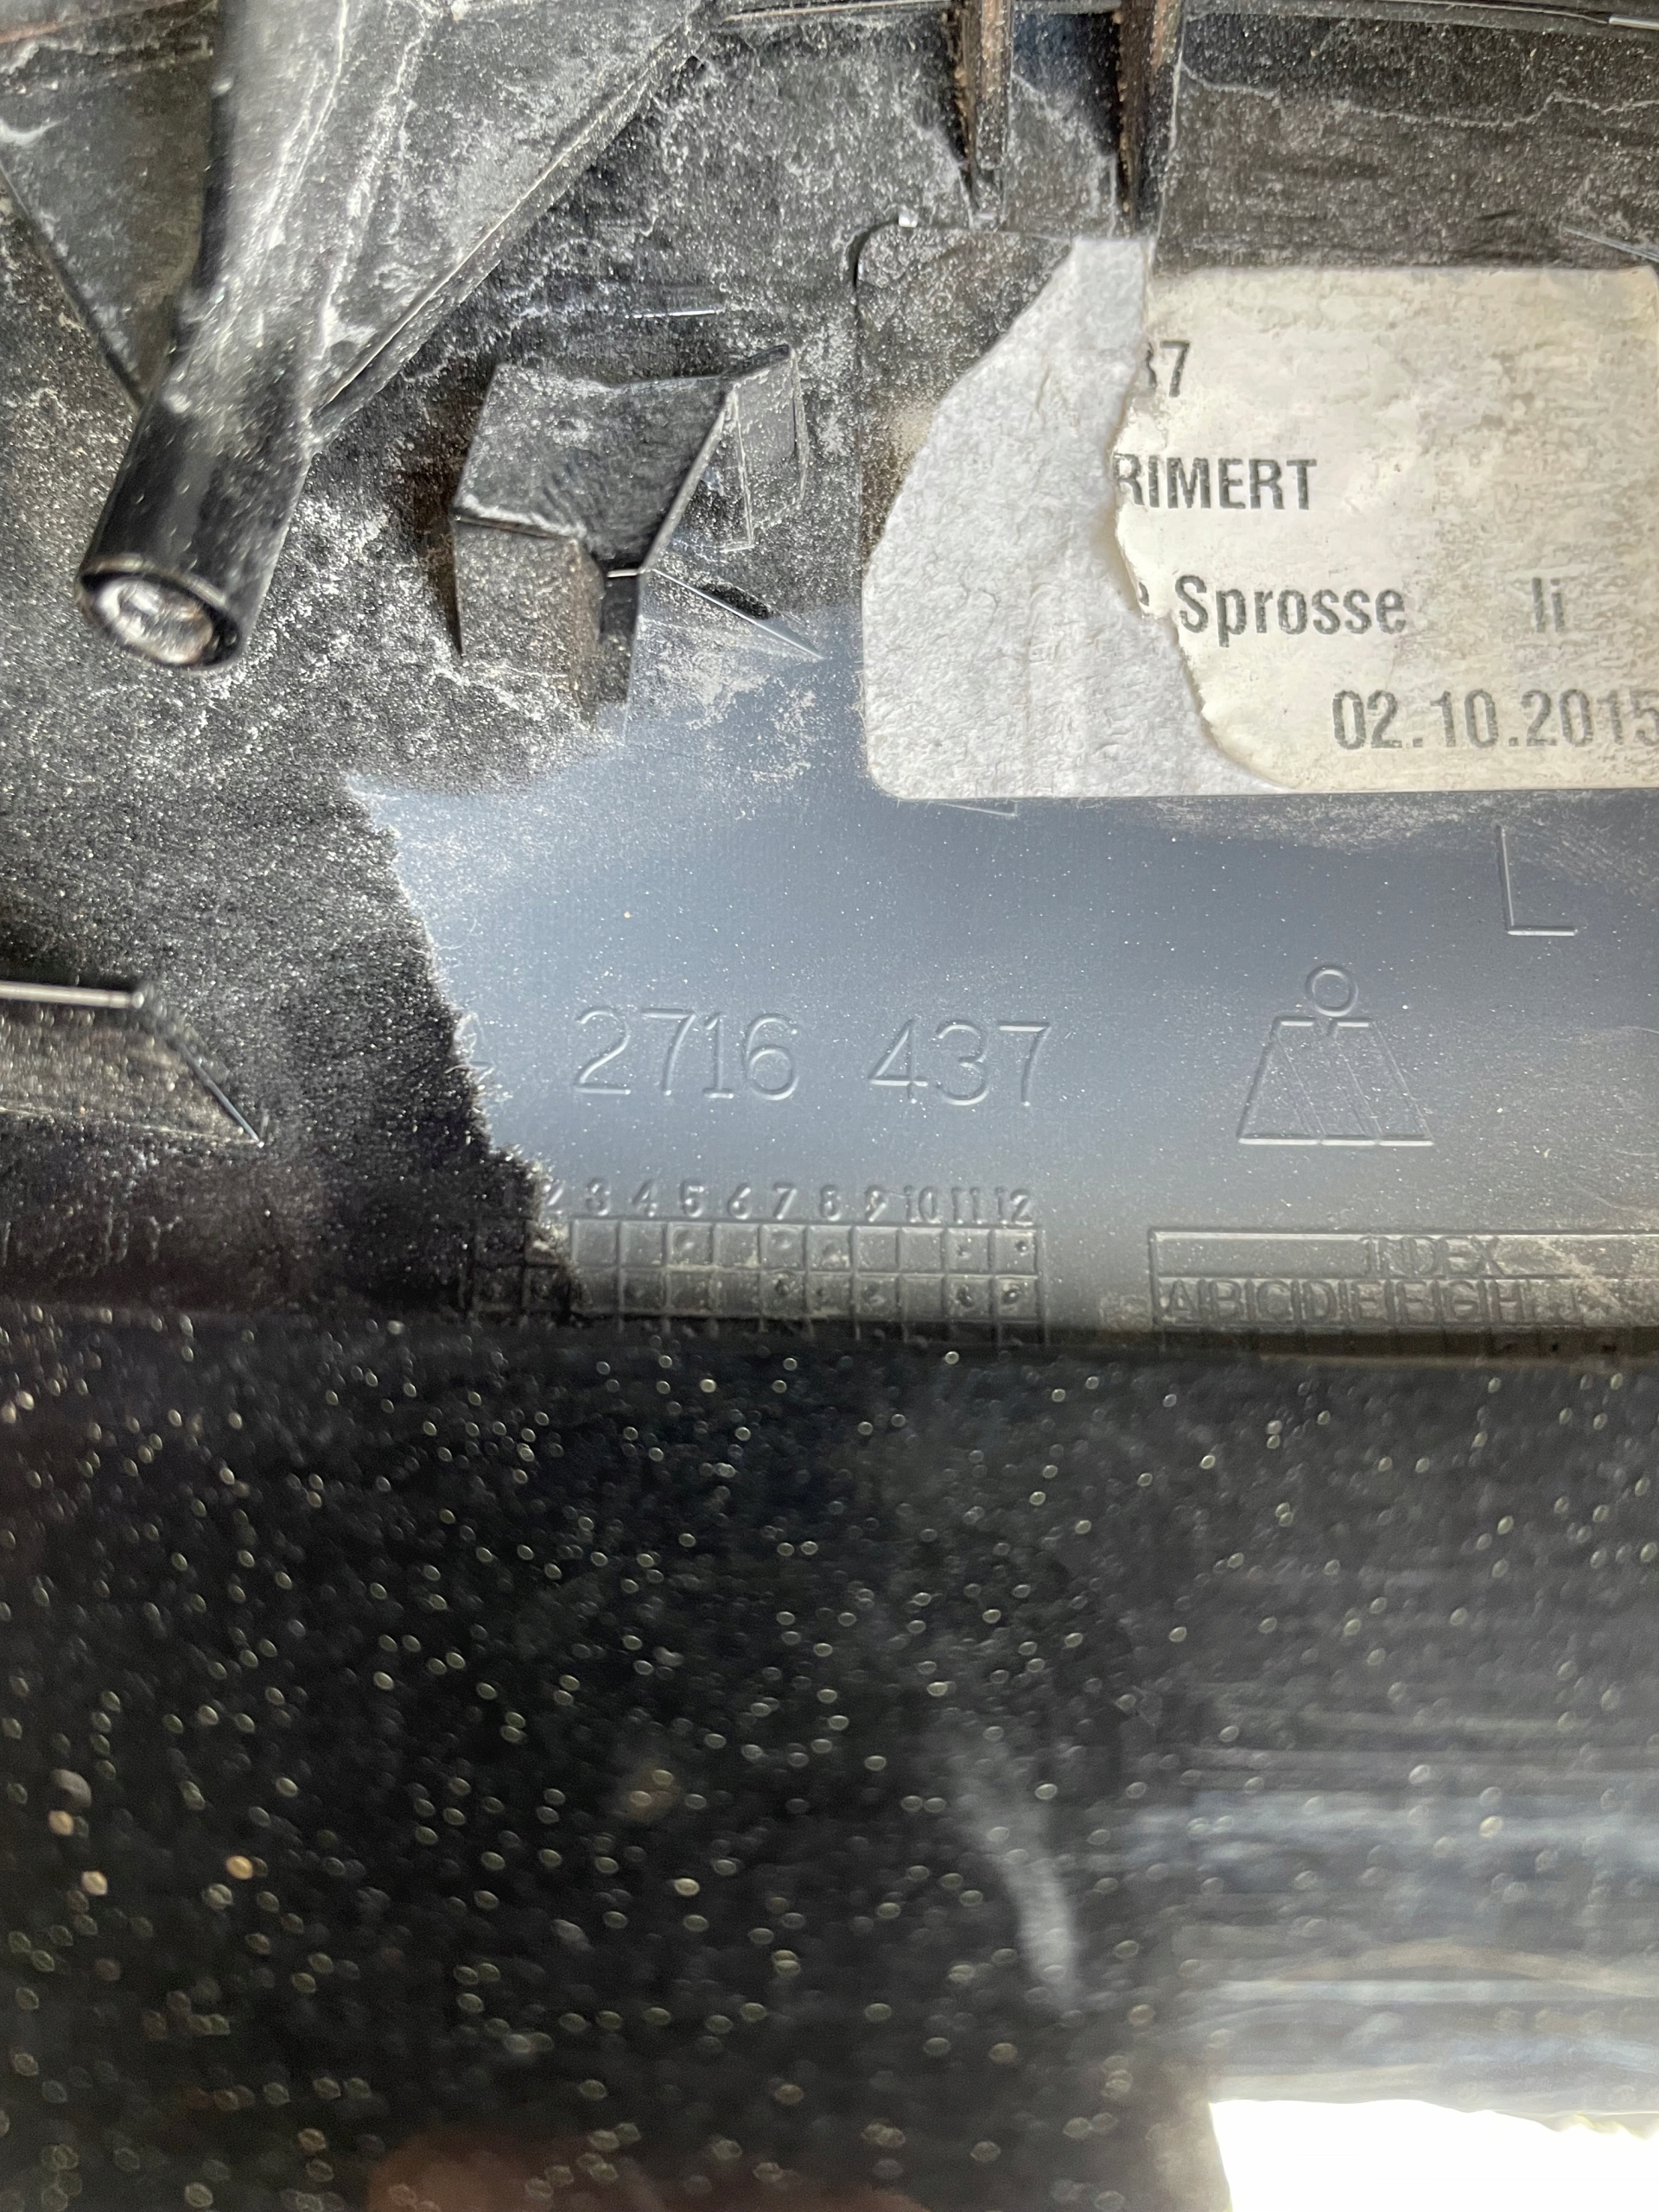 37
RIMERT
e Sprosse li
02.10.2015
L
2716 437
2 3 4 5 6 7 8 9 10 11 12
INDEX
A B C D E F G H J